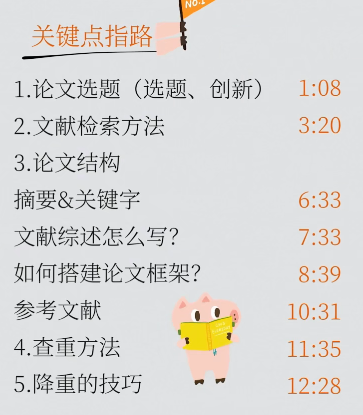 No.1
关键点指路
1.论文选题（选题、创新） 1:08
2.文献检索方法 3:20
3.论文结构
摘要&关键字 6:33
文献综述怎么写？ 7:33
如何搭建论文框架？ 8:39
参考文献 10:31
4.查重方法 11:35
5.降重的技巧 12:28